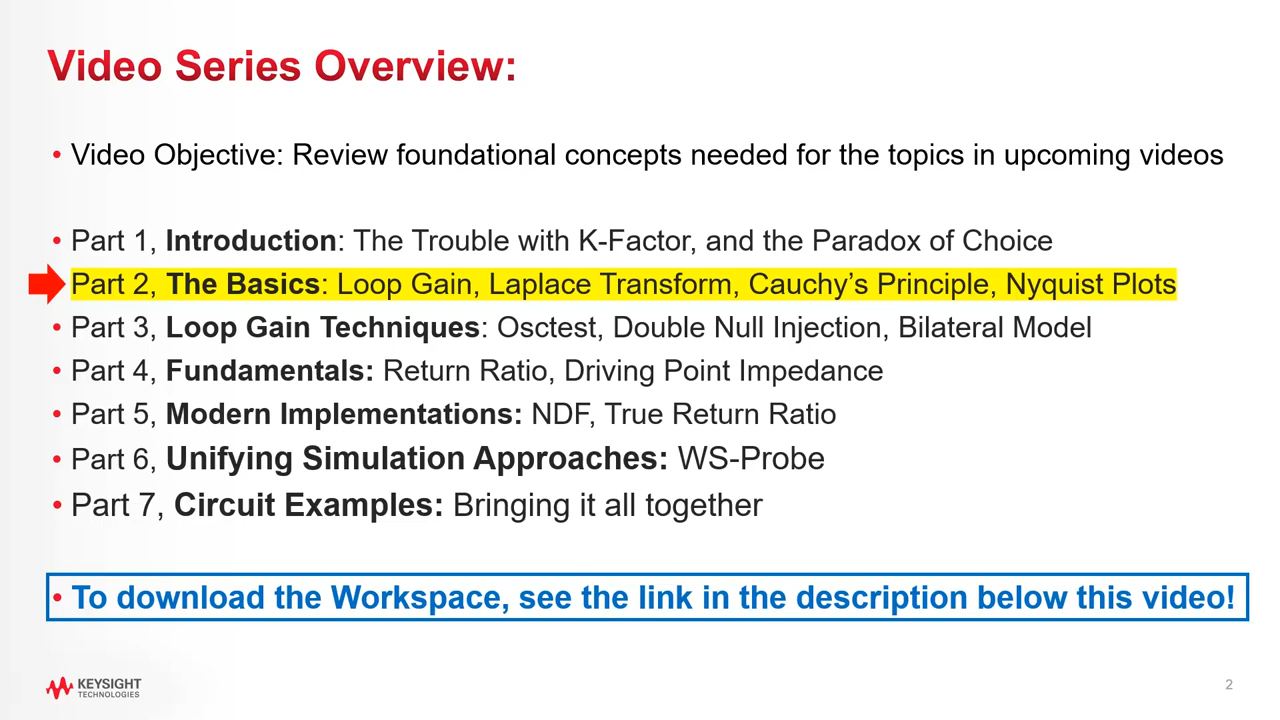 Video Series Overview:
• Video Objective: Review foundational concepts needed for the topics in upcoming videos
• Part 1, Introduction: The Trouble with K-Factor, and the Paradox of Choice
• Part 2, The Basics: Loop Gain, Laplace Transform, Cauchy’s Principle, Nyquist Plots
• Part 3, Loop Gain Techniques: Osctest, Double Null Injection, Bilateral Model
• Part 4, Fundamentals: Return Ratio, Driving Point Impedance
• Part 5, Modern Implementations: NDF, True Return Ratio
• Part 6, Unifying Simulation Approaches: WS-Probe
• Part 7, Circuit Examples: Bringing it all together
• To download the Workspace, see the link in the description below this video!
KEYSIGHT
TECHNOLOGIES
2